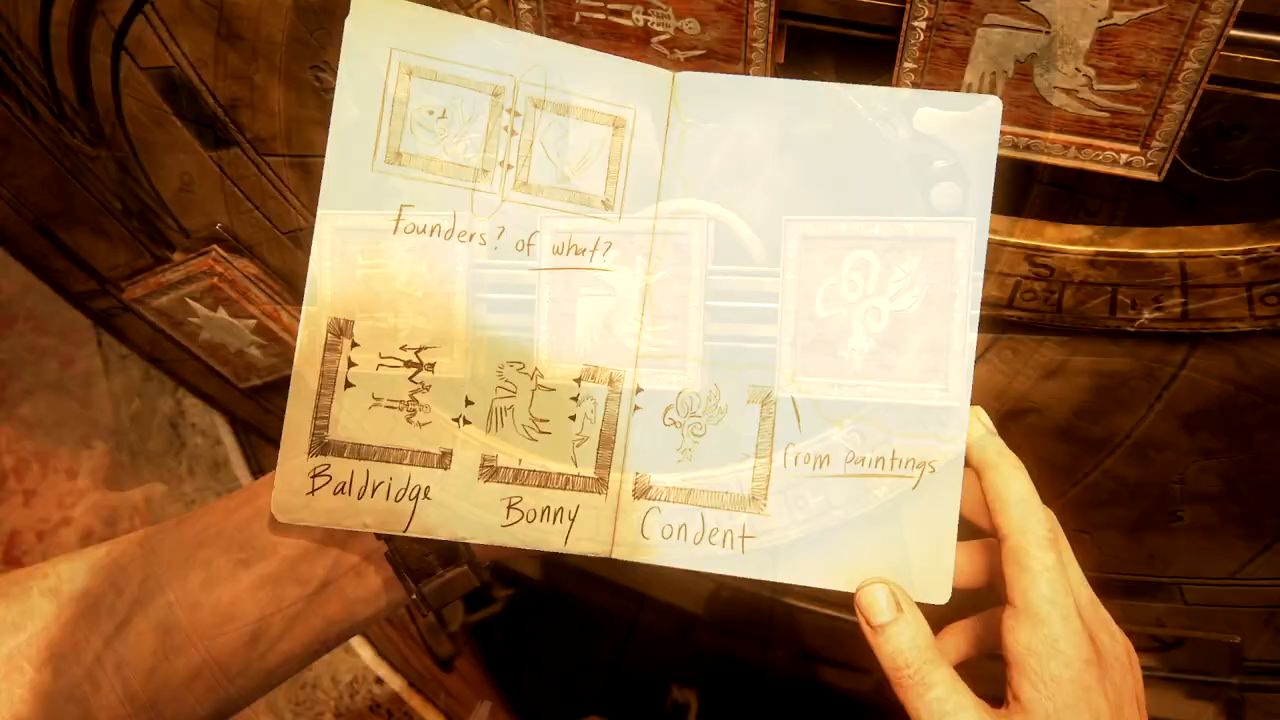 Founders? of what?
from paintings
Baldridge
Bonny
Condent